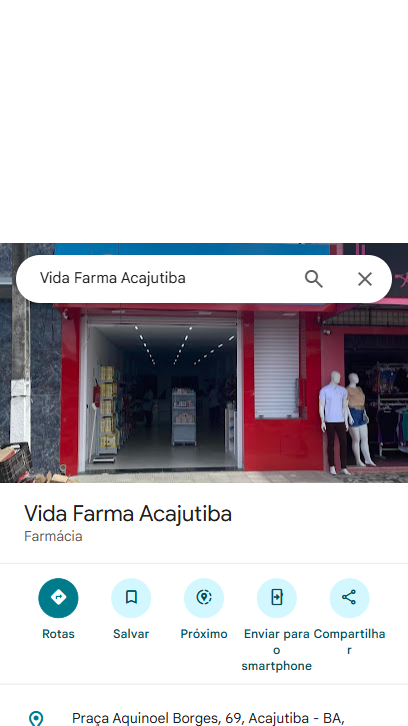 Vida Farma Acajutiba
Vida Farma Acajutiba
Farmácia
Rotas
Salvar
Próximo
Enviar para
o
smartphone
Compartilha
r
Praça Aquinoel Borges, 69, Acajutiba - BA,